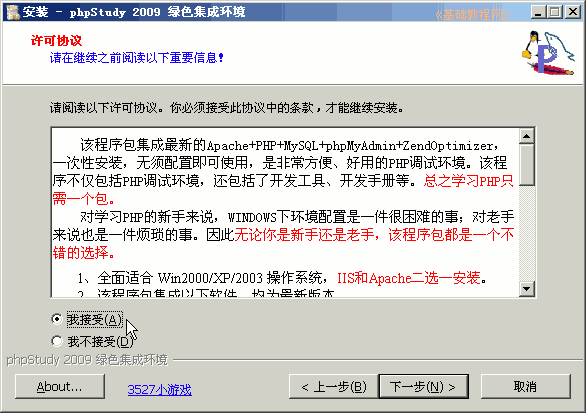 安装 - phpStudy 2009 绿色集成环境
许可协议
请在继续之前阅读以下重要信息!
请阅读以下许可协议。你必须接受此协议中的条款，才能继续安装。
该程序包集成最新的Apache+PHP+MySQL+phpMyAdmin+ZendOptimizer，
一次性安装，无须配置即可使用，是非常方便、好用的PHP调试环境。该程
序不仅包括PHP调试环境，还包括了开发工具、开发手册等。总之学习PHP只
需一个包。
对学习PHP的新手来说，WINDOWS下环境配置是一件很困难的事；对老手
来说也是一件烦琐的事。因此无论你是新手还是老手，该程序包都是一个不
错的选择。
1、全面适合 Win2000/XP/2003 操作系统，IIS和Apache二选一安装。
2、该程序包集成以下软件，均为最新版本
我接受(A)
我不接受(D)
phpStudy 2009 绿色集成环境
About...
3527小游戏
< 上一步(B)
下一步(N) >
取消